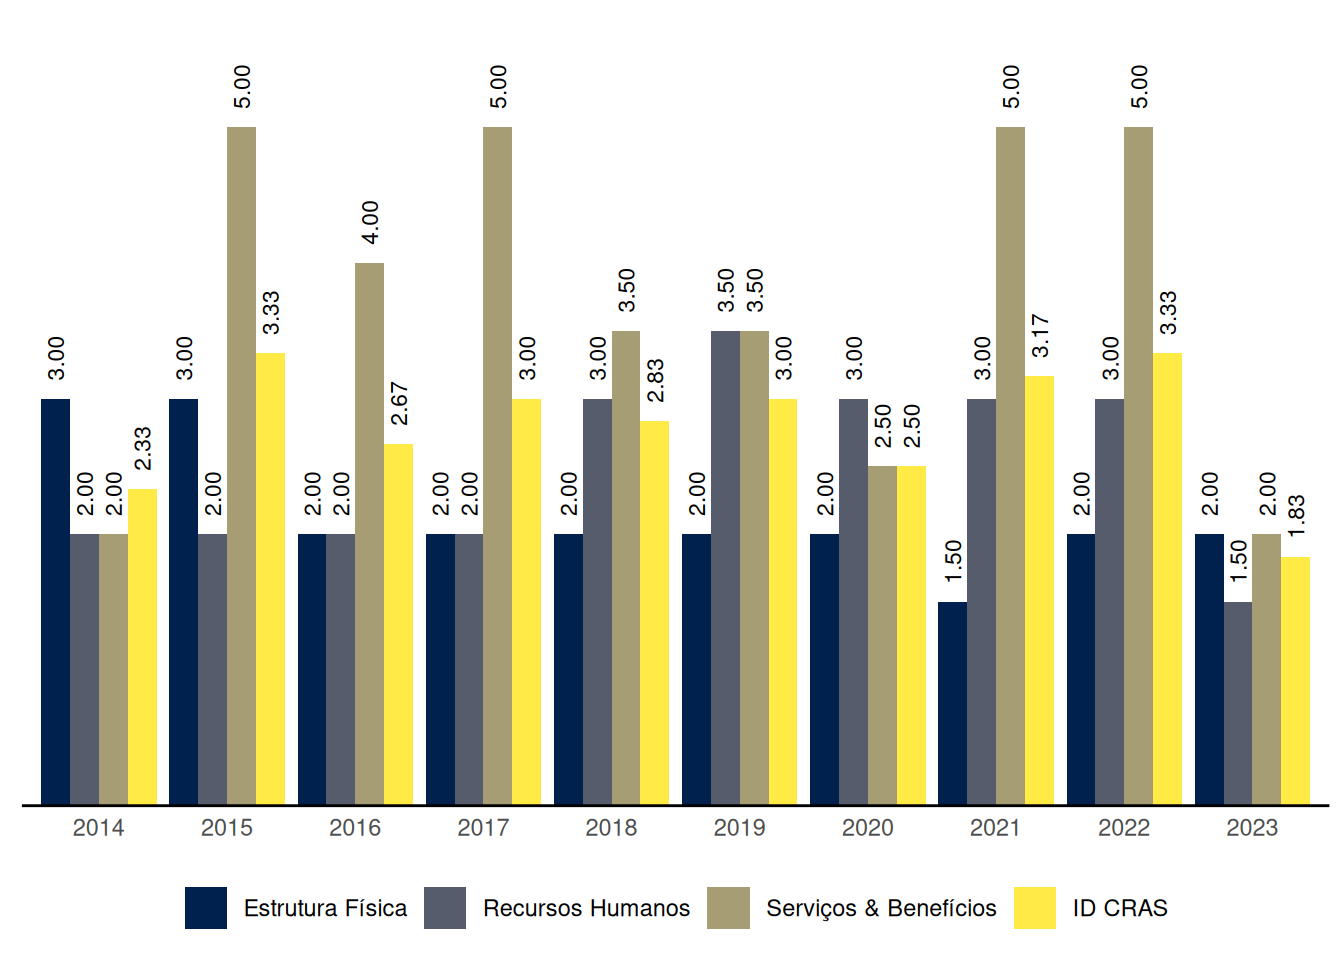 3.00 2.00 2.00 2.33 3.00 2.00 5.00 3.33 2.00 2.00 4.00 2.67 2.00 2.00 5.00 3.00 2.00 3.00 3.50 2.83 2.00 3.50 3.50 3.00 2.00 3.00 2.50 2.50 1.50 3.00 5.00 3.17 2.00 3.00 5.00 3.33 2.00 1.50 2.00 1.83
2014 2015 2016 2017 2018 2019 2020 2021 2022 2023
Estrutura Física Recursos Humanos Serviços & Benefícios ID CRAS